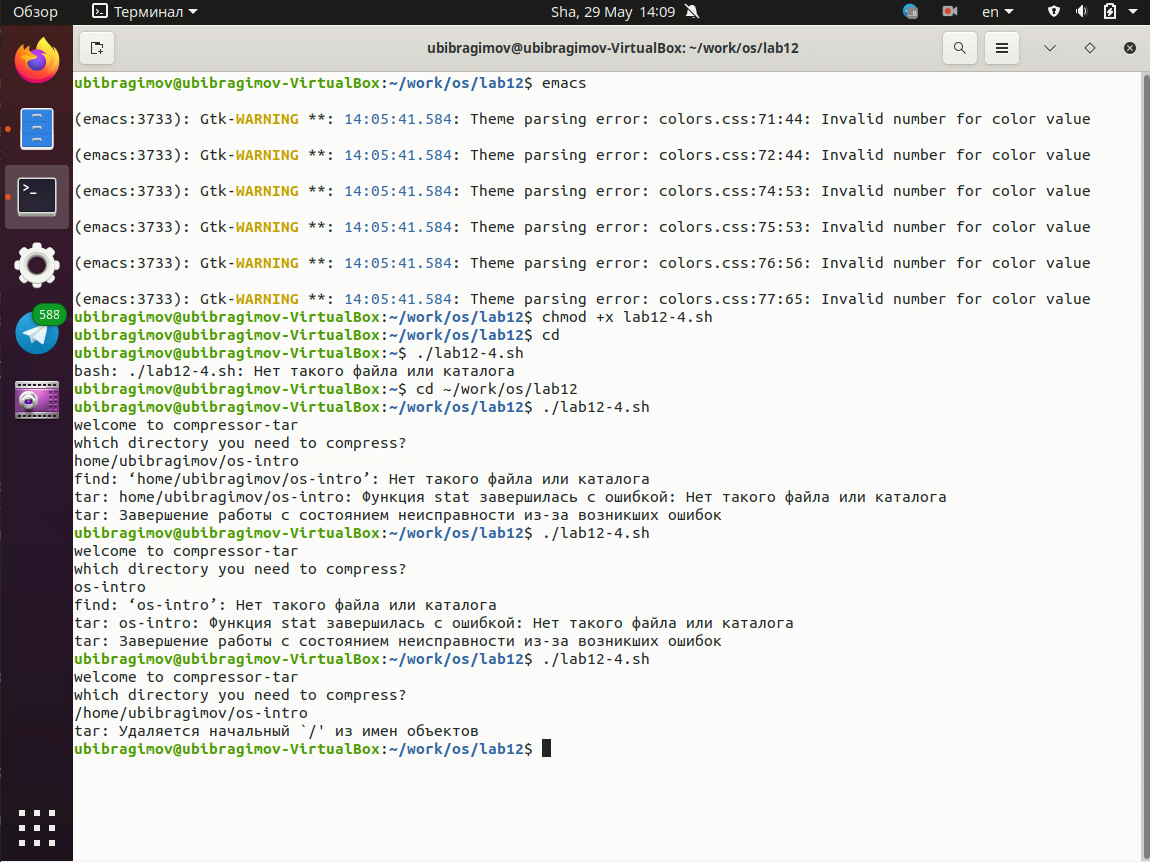 Обзор
Терминал
Sha, 29 May 14:09
en
ubibragimov@ubibragimov-VirtualBox: ~/work/os/lab12
588
ubibragimov@ubibragimov-VirtualBox:~/work/os/lab12$ emacs
(emacs:3733): Gtk-WARNING **: 14:05:41.584: Theme parsing error: colors.css:71:44: Invalid number for color value
(emacs:3733): Gtk-WARNING **: 14:05:41.584: Theme parsing error: colors.css:72:44: Invalid number for color value
(emacs:3733): Gtk-WARNING **: 14:05:41.584: Theme parsing error: colors.css:74:53: Invalid number for color value
(emacs:3733): Gtk-WARNING **: 14:05:41.584: Theme parsing error: colors.css:75:53: Invalid number for color value
(emacs:3733): Gtk-WARNING **: 14:05:41.584: Theme parsing error: colors.css:76:56: Invalid number for color value
(emacs:3733): Gtk-WARNING **: 14:05:41.584: Theme parsing error: colors.css:77:65: Invalid number for color value
ubibragimov@ubibragimov-VirtualBox:~/work/os/lab12$ chmod +x lab12-4.sh
ubibragimov@ubibragimov-VirtualBox:~/work/os/lab12$ cd
ubibragimov@ubibragimov-VirtualBox:~$ ./lab12-4.sh
bash: ./lab12-4.sh: Нет такого файла или каталога
ubibragimov@ubibragimov-VirtualBox:~$ cd ~/work/os/lab12
ubibragimov@ubibragimov-VirtualBox:~/work/os/lab12$ ./lab12-4.sh
welcome to compressor-tar
which directory you need to compress?
home/ubibragimov/os-intro
find: ‘home/ubibragimov/os-intro’: Нет такого файла или каталога
tar: home/ubibragimov/os-intro: Функция stat завершилась с ошибкой: Нет такого файла или каталога
tar: Завершение работы с состоянием неисправности из-за возникших ошибок
ubibragimov@ubibragimov-VirtualBox:~/work/os/lab12$ ./lab12-4.sh
welcome to compressor-tar
which directory you need to compress?
os-intro
find: ‘os-intro’: Нет такого файла или каталога
tar: os-intro: Функция stat завершилась с ошибкой: Нет такого файла или каталога
tar: Завершение работы с состоянием неисправности из-за возникших ошибок
ubibragimov@ubibragimov-VirtualBox:~/work/os/lab12$ ./lab12-4.sh
welcome to compressor-tar
which directory you need to compress?
/home/ubibragimov/os-intro
tar: Удаляется начальный `/' из имен объектов
ubibragimov@ubibragimov-VirtualBox:~/work/os/lab12$